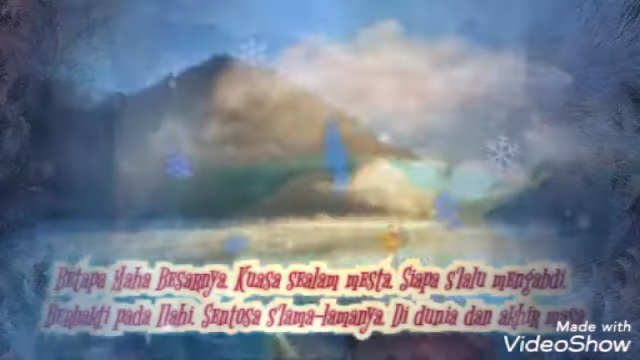 Betapa Maha Besarnya. Kuasa sealam mesta. Siapa s'lalu mengabdi.
Berbakti pada Ilahi. Sentosa s'lama-lamanya. Di dunia dan akhir masa
Made with
VideoShow